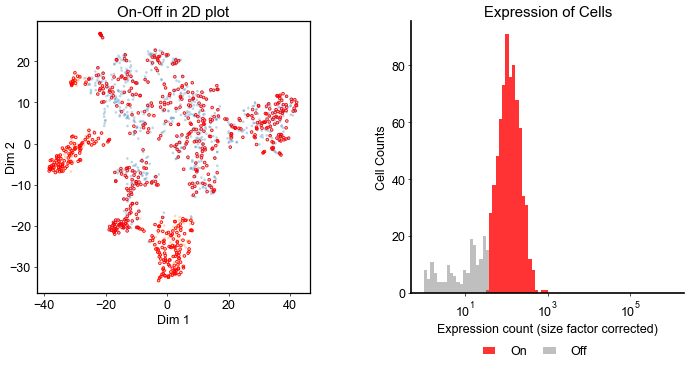 On-Off in 2D plot
Dim 2
20
10
0
−10
−20
−30
−40
−20
0
20
40
Dim 1
Expression of Cells
Cell Counts
80
60
40
20
0
10^1
10^3
10^5
Expression count (size factor corrected)
On
Off